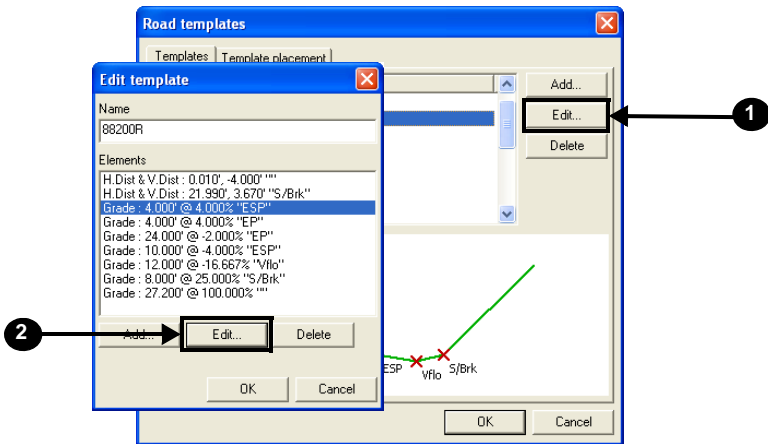 Road templates
Templates
Template placement
Add...
Edit...
Delete
1
Edit template
Name
88200R
Elements
H.Dist & V.Dist : 0.010', -4.000' ""
H.Dist & V.Dist : 21.990', 3.670' "S/Brk"
Grade : 4.000' @ 4.000% "ESP"
Grade : 4.000' @ 4.000% "EP"
Grade : 24.000' @ -2.000% "EP"
Grade : 10.000' @ -4.000% "ESP"
Grade : 12.000' @ -16.667% "Vflo"
Grade : 8.000' @ 25.000% "S/Brk"
Grade : 27.200' @ 100.000% ""
2
Add...
Edit...
Delete
OK
Cancel
ESP
Vflo
S/Brk
OK
Cancel